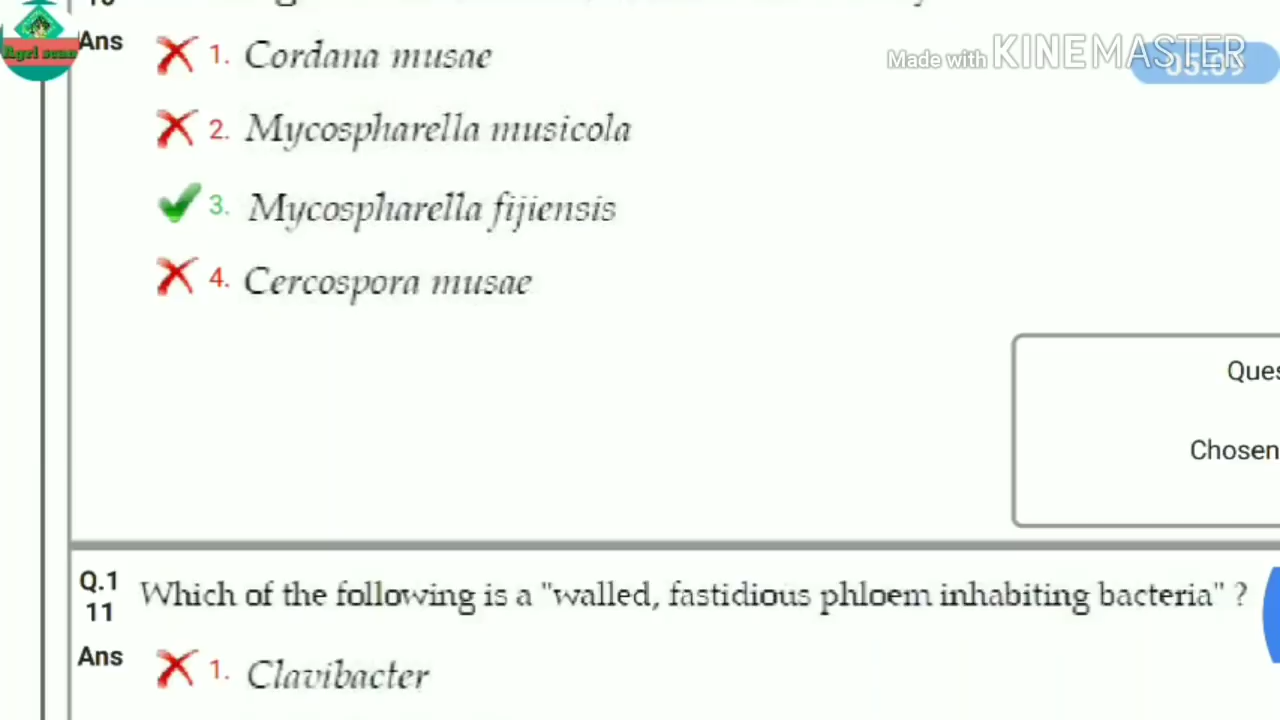 Ans
1. Cordana musae
Made with KINEMASTER
2. Mycospharella musicola
3. Mycospharella fijiensis
4. Cercospora musae
Ques
Chosen
Q.1
11
Which of the following is a "walled, fastidious phloem inhabiting bacteria" ?
Ans
1. Clavibacter